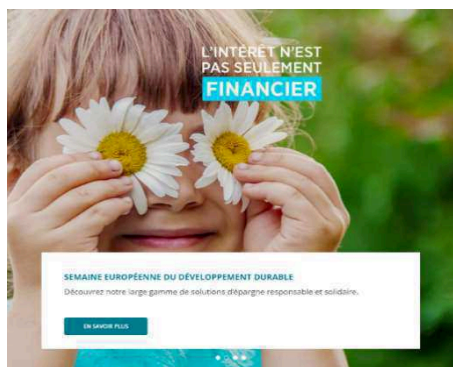 L'INTÉRÊT N'EST
PAS SEULEMENT
FINANCIER
SEMAINE EUROPÉENNE DU DÉVELOPPEMENT DURABLE
Découvrez notre large gamme de solutions d'épargne responsable et solidaire.
EN SAVOIR PLUS